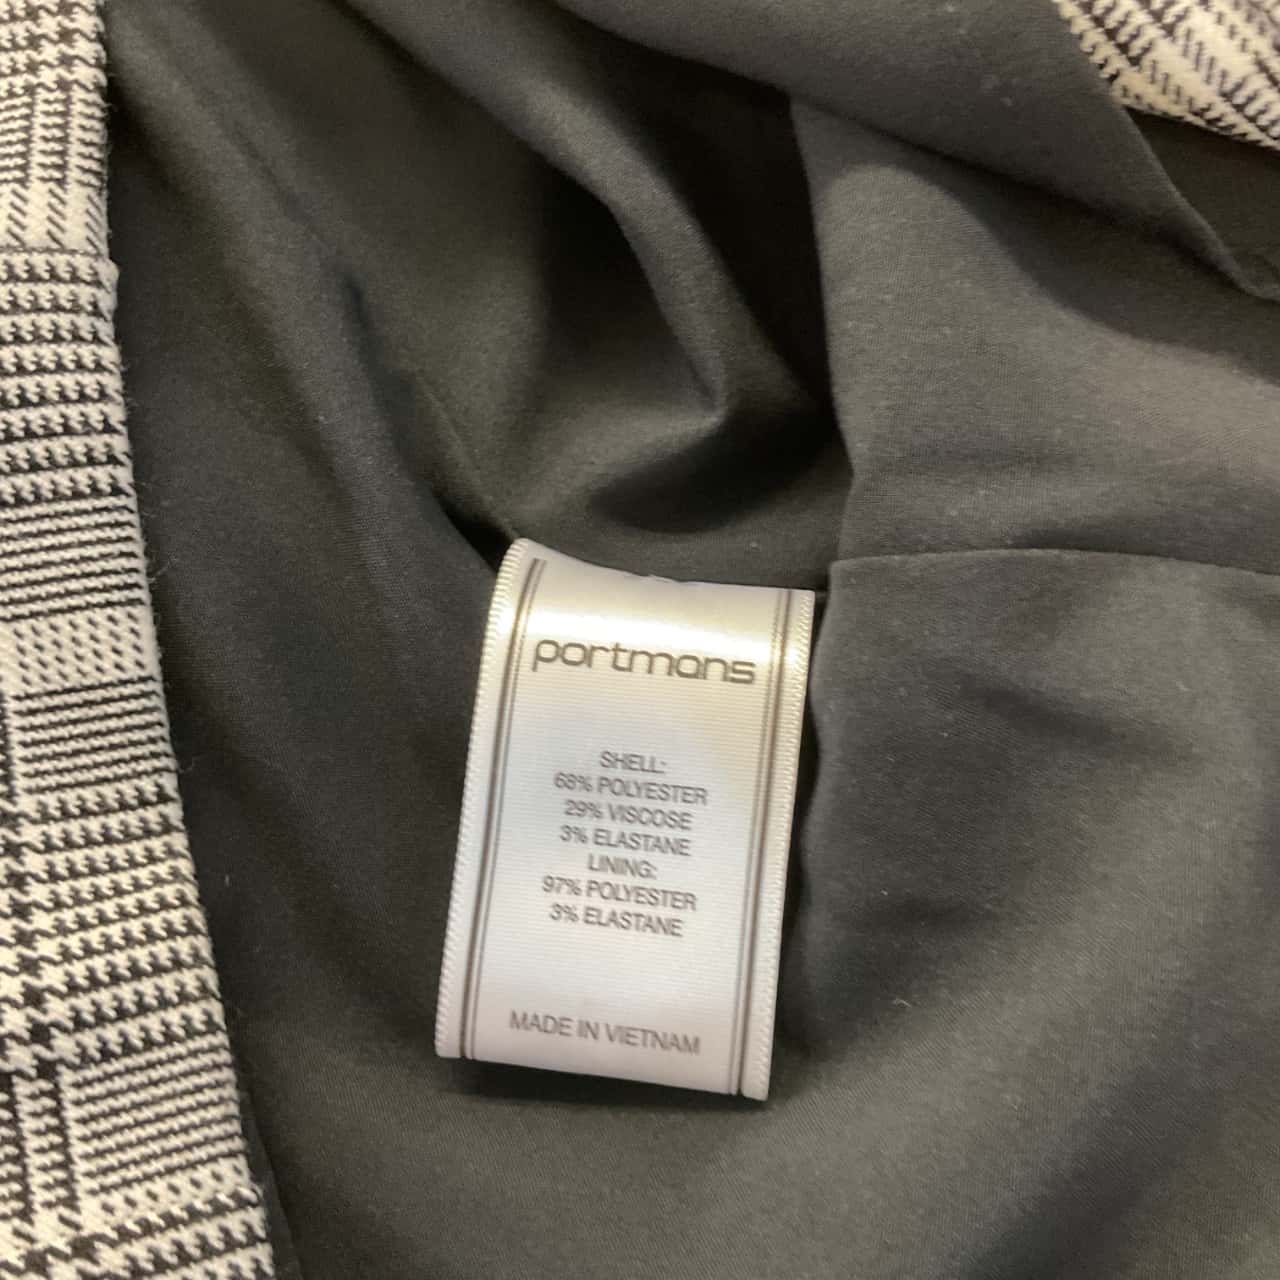 portmans
SHELL:
68% POLYESTER
29% VISCOSE
3% ELASTANE
LINING:
97% POLYESTER
3% ELASTANE
MADE IN VIETNAM